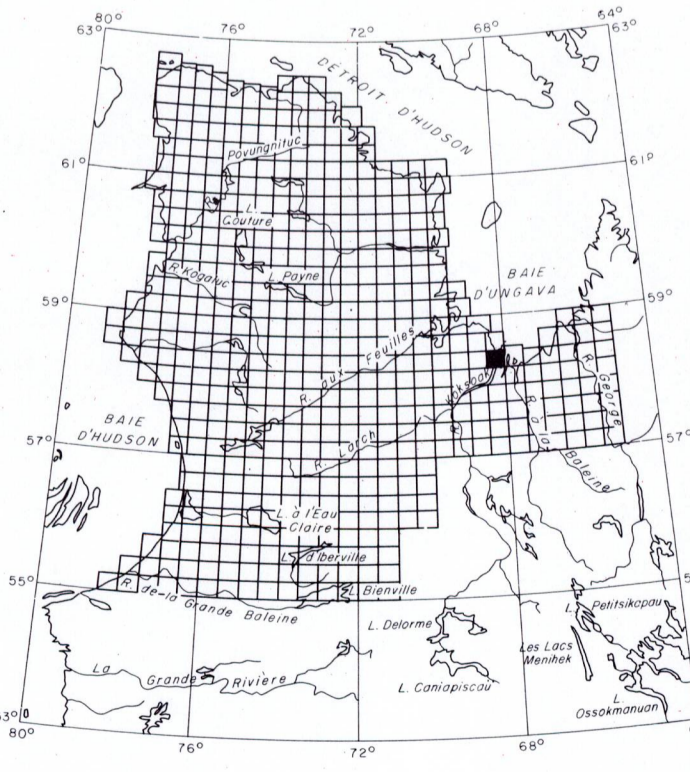 80° 76° 72° 68° 64°
63° 63°
DÉTROIT D'HUDSON
Povungnituc
61° 61°
R.
L.
Couture
R. Kogaluc
L. Payne
BAIE
D'UNGAVA
59° 59°
R. aux Feuilles
Koksoak
R. George
R. à la Baleine
BAIE
D'HUDSON
57° 57°
R. Larch
L. à l'Eau
Claire
L. d'Iberville
55°
R. de-la Grande Baleine
L. Bienville
L. Delorme
L. Petitsikapau
Les Lacs
Menihek
La Grande Rivière
L. Caniapiscau
L.
Ossokmanuan
80° 76° 72° 68°